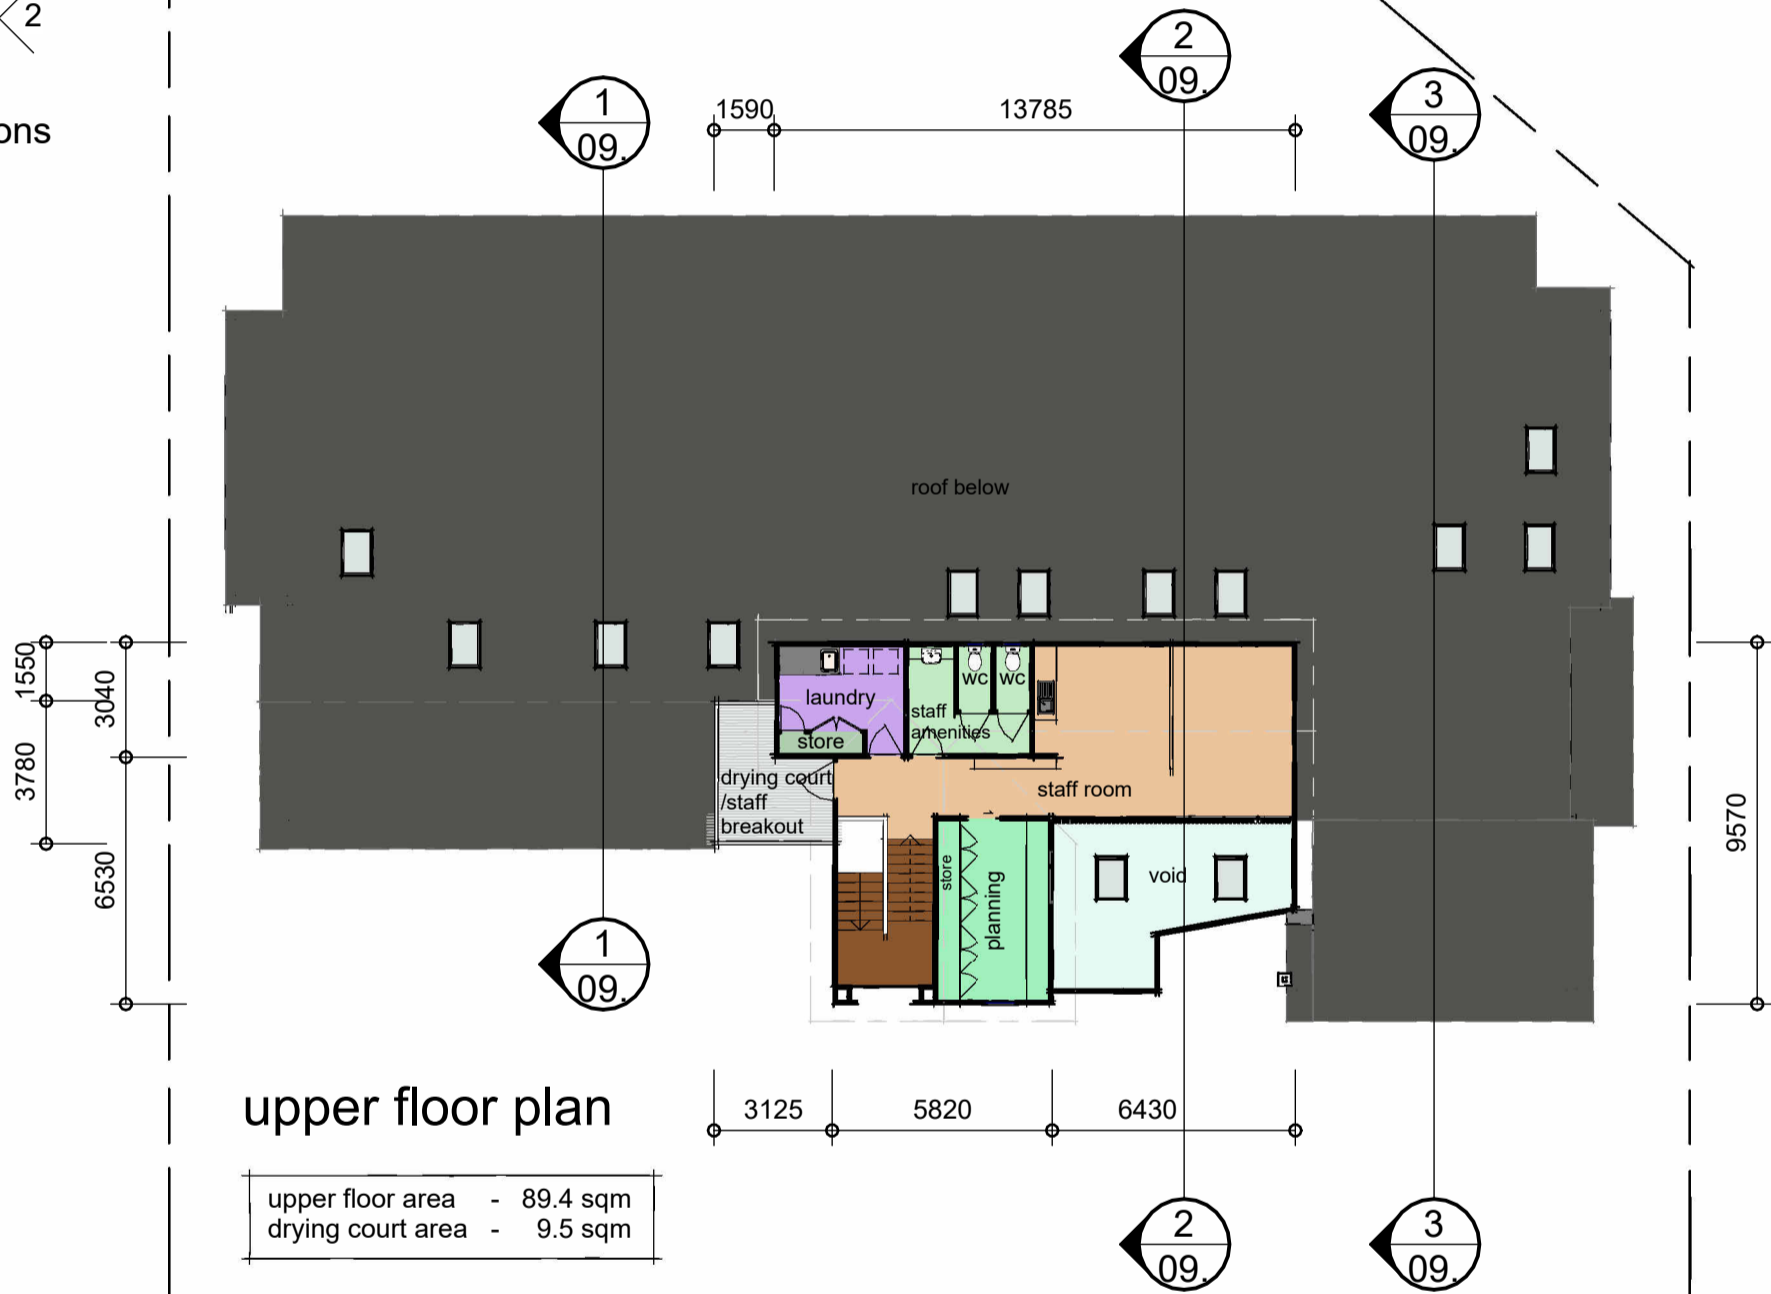 2
ons
1
09.
1590
13785
2
09.
3
09.
roof below
1550
3040
3780
6530
9570
laundry
store
staff
amenities
wc
wc
drying court
/staff
breakout
staff room
store
planning
void
1
09.
upper floor plan
3125
5820
6430
upper floor area - 89.4 sqm
drying court area - 9.5 sqm
2
09.
3
09.